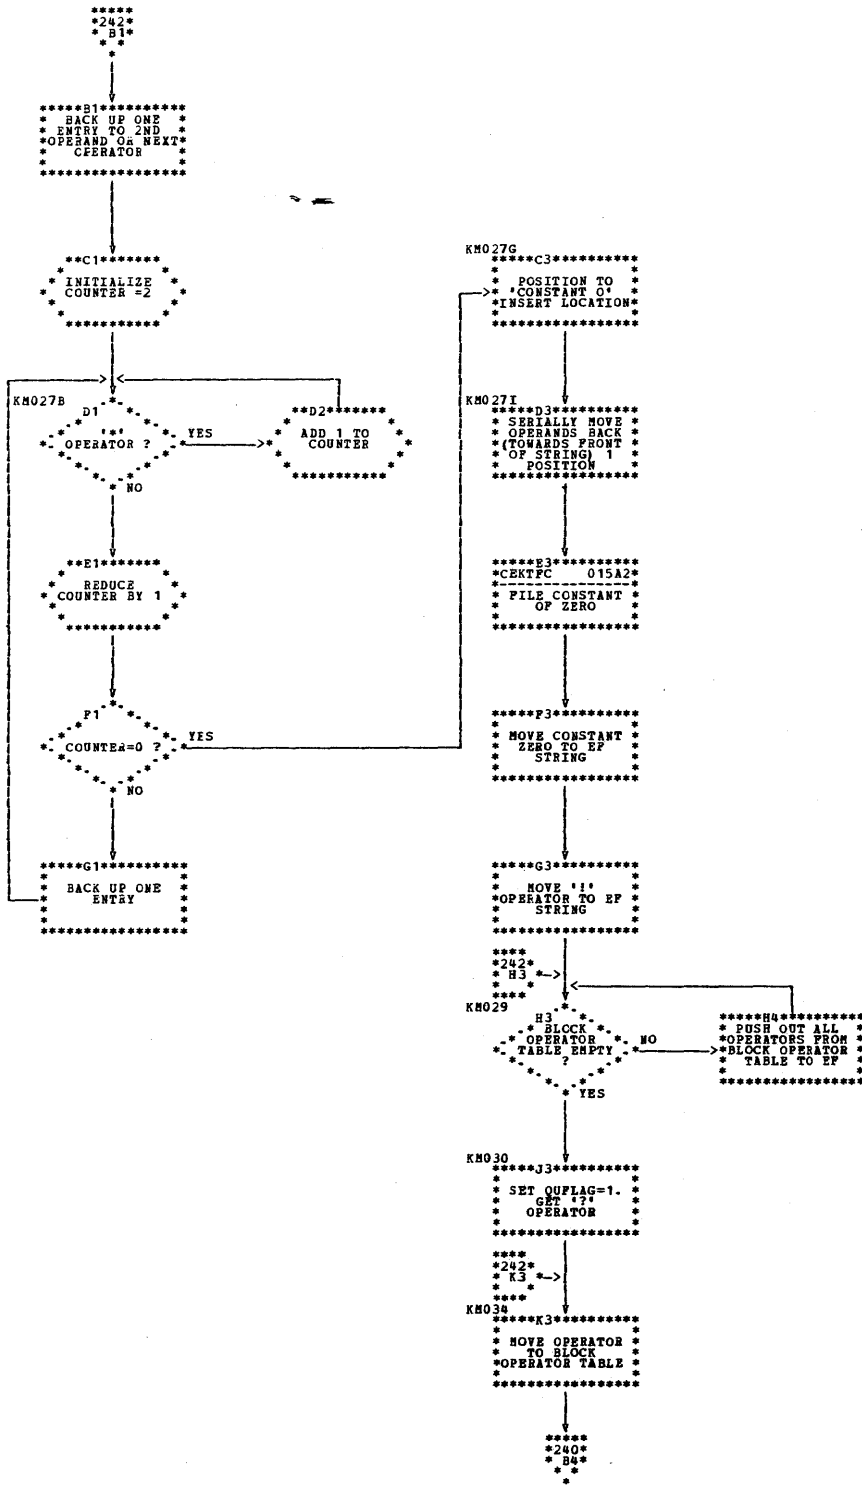 242
B1
B1
BACK UP ONE
ENTRY TO 2ND
OPERAND OR NEXT
OPERATOR
C1
INITIALIZE
COUNTER =2
KM027B
D1
'*'
OPERATOR ?
YES
NO
D2
ADD 1 TO
COUNTER
E1
REDUCE
COUNTER BY 1
F1
COUNTER=0 ?
YES
NO
G1
BACK UP ONE
ENTRY
KM027G
C3
POSITION TO
'CONSTANT 0'
INSERT LOCATION
KM027I
D3
SERIALLY MOVE
OPERANDS BACK
(TOWARDS FRONT
OF STRING) 1
POSITION
E3
CEKTFC 015A2
FILE CONSTANT
OF ZERO
F3
MOVE CONSTANT
ZERO TO EF
STRING
G3
MOVE '!'
OPERATOR TO EF
STRING
242
H3
KM029
H3
BLOCK
OPERATOR
TABLE EMPTY
?
NO
YES
H4
PUSH OUT ALL
OPERATORS FROM
BLOCK OPERATOR
TABLE TO EF
KM030
J3
SET QUFLAG=1.
GET '?'
OPERATOR
242
K3
KM034
K3
MOVE OPERATOR
TO BLOCK
OPERATOR TABLE
240
B4